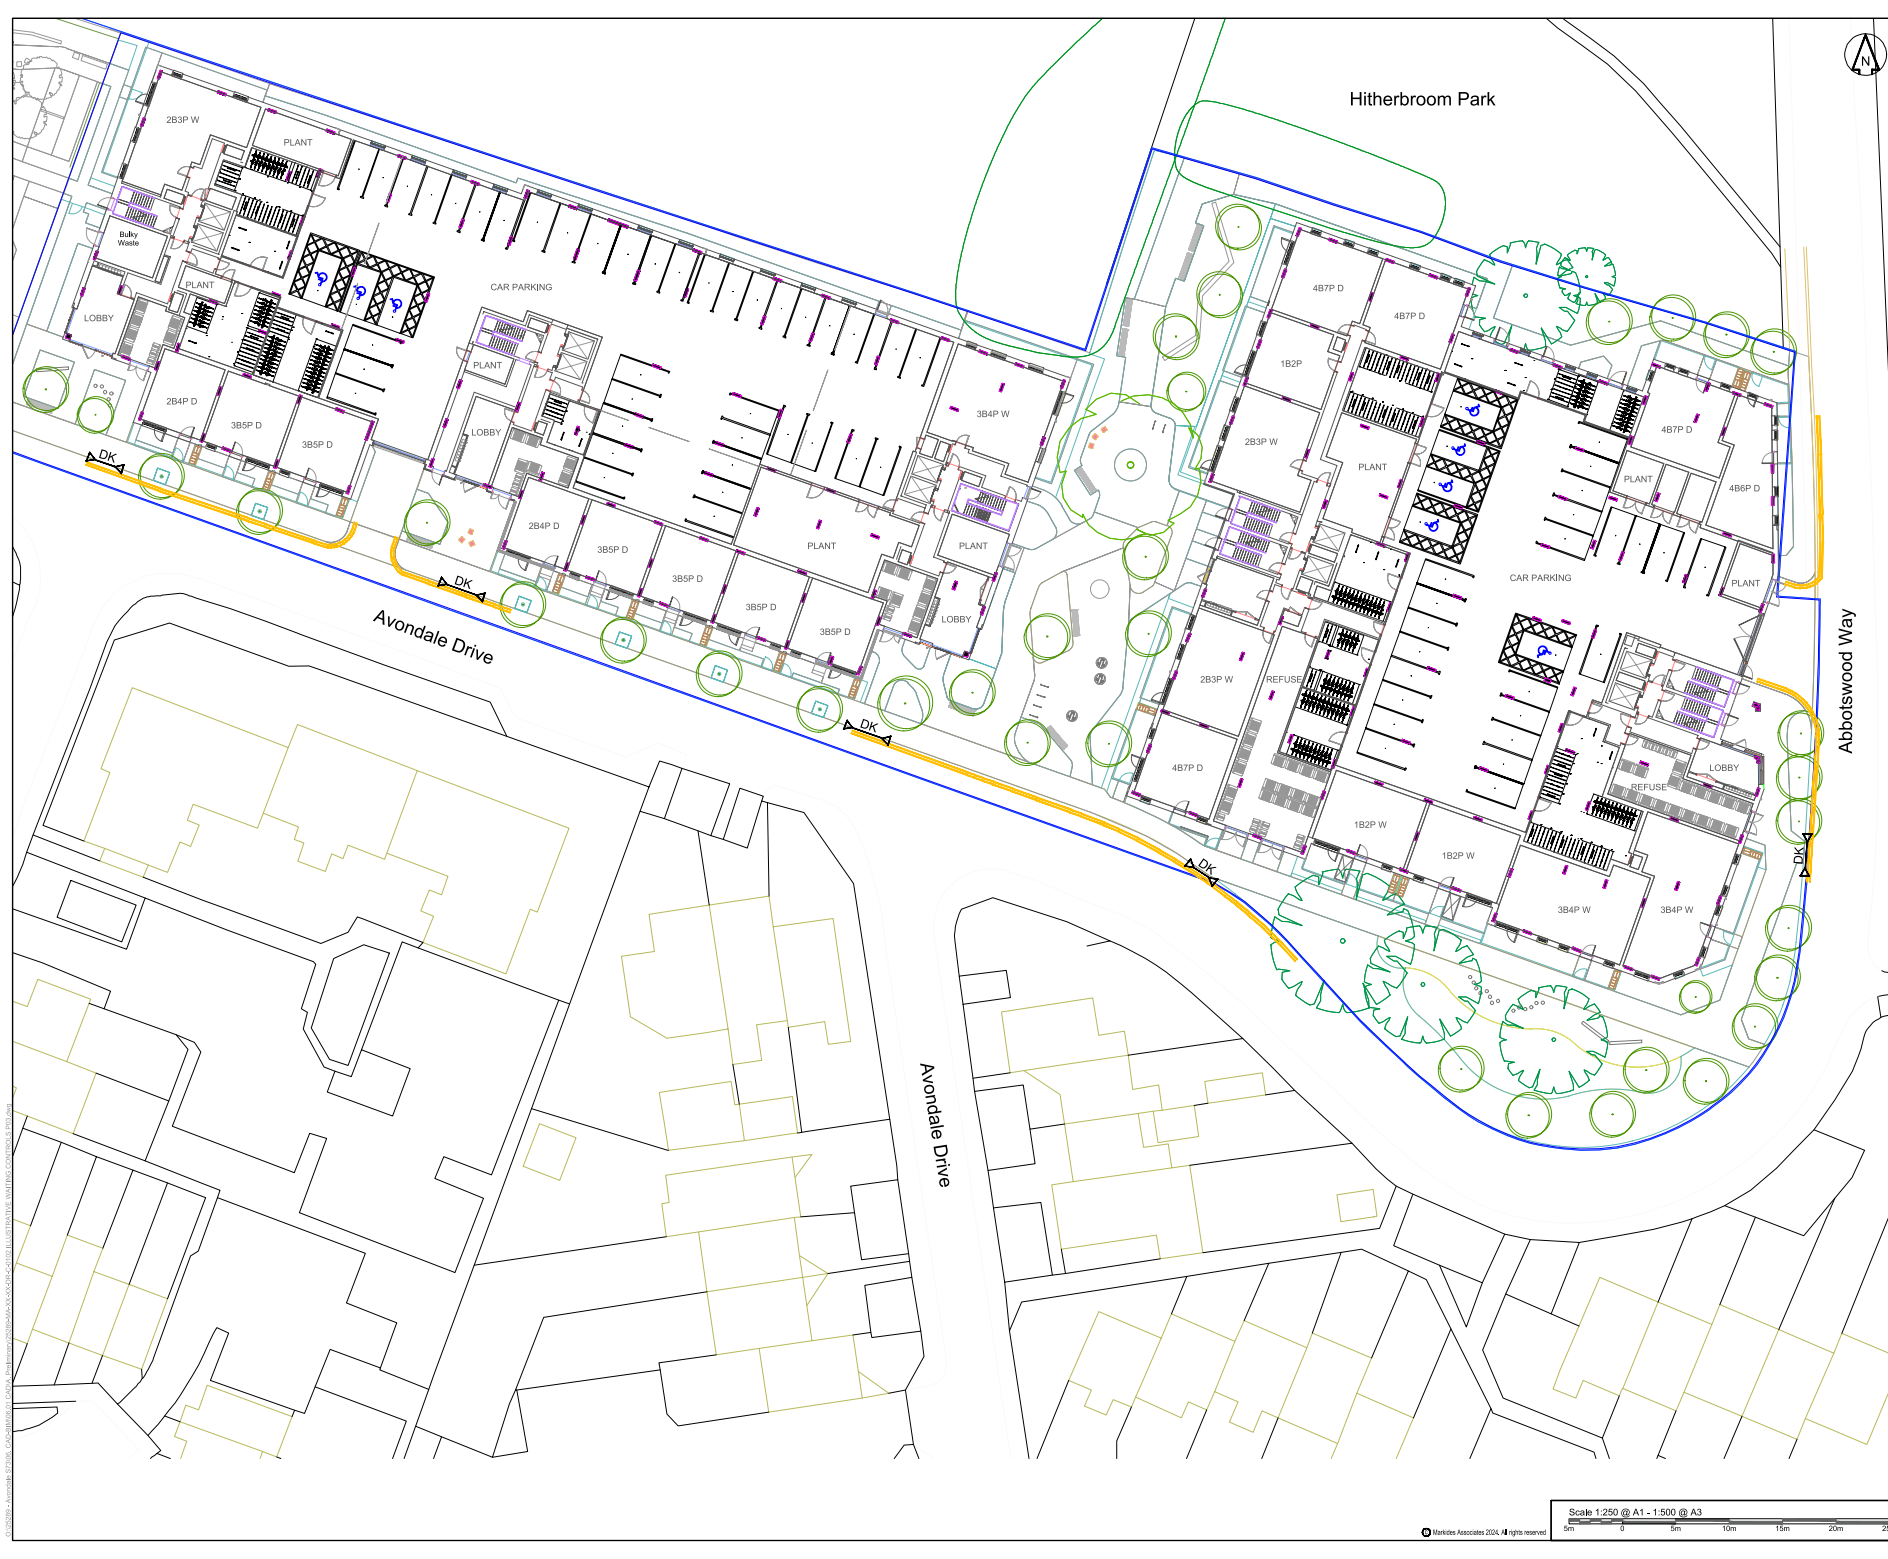 N
Hitherbroom Park
2B3P W
PLANT
Bulky
Waste
PLANT
LOBBY
CAR PARKING
2B4P D
3B5P D
3B5P D
PLANT
LOBBY
3B4P W
2B4P D
3B5P D
3B5P D
3B5P D
3B5P D
PLANT
PLANT
LOBBY
DK
DK
DK
DK
DK
4B7P D
4B7P D
1B2P
2B3P W
PLANT
4B7P D
PLANT
4B6P D
CAR PARKING
PLANT
2B3P W
REFUSE
4B7P D
1B2P W
1B2P W
LOBBY
REFUSE
3B4P W
3B4P W
Avondale Drive
Abbotswood Way
Avondale Drive
Markides Associates 2024. All rights reserved
Scale 1:250 @ A1 - 1:500 @ A3
5m 0 5m 10m 15m 20m